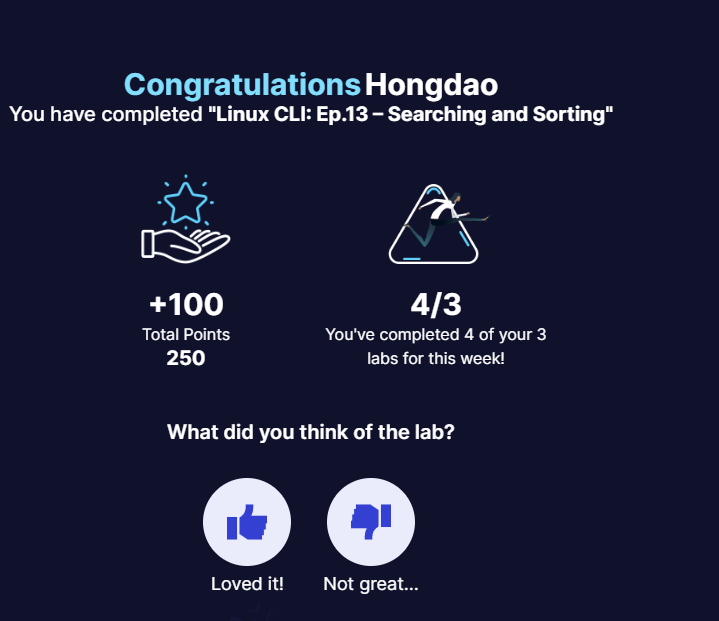 Congratulations Hongdao
You have completed "Linux CLI: Ep.13 – Searching and Sorting"
+100
Total Points
250
4/3
You've completed 4 of your 3
labs for this week!
What did you think of the lab?
Loved it!
Not great...